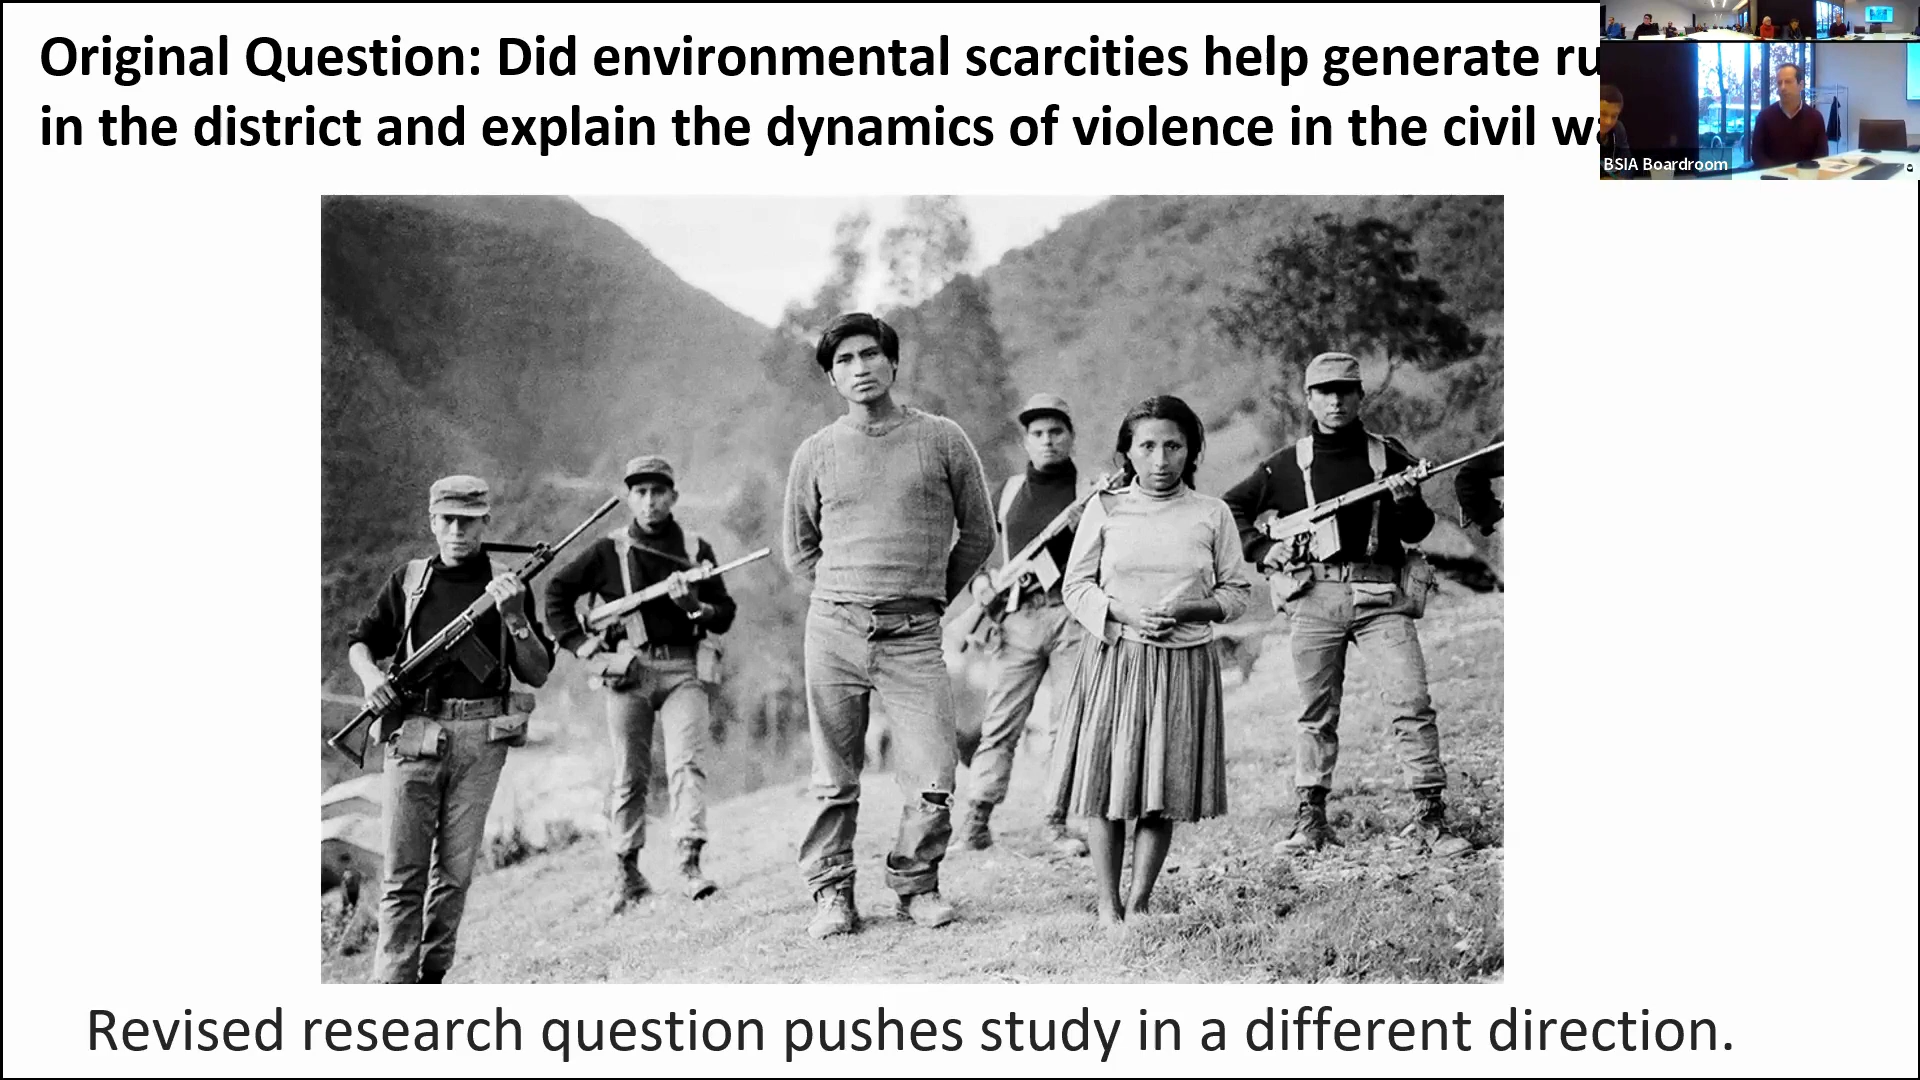 Original Question: Did environmental scarcities help generate
in the district and explain the dynamics of violence in the civil
BSIA Boardroom
Revised research question pushes study in a different direction.